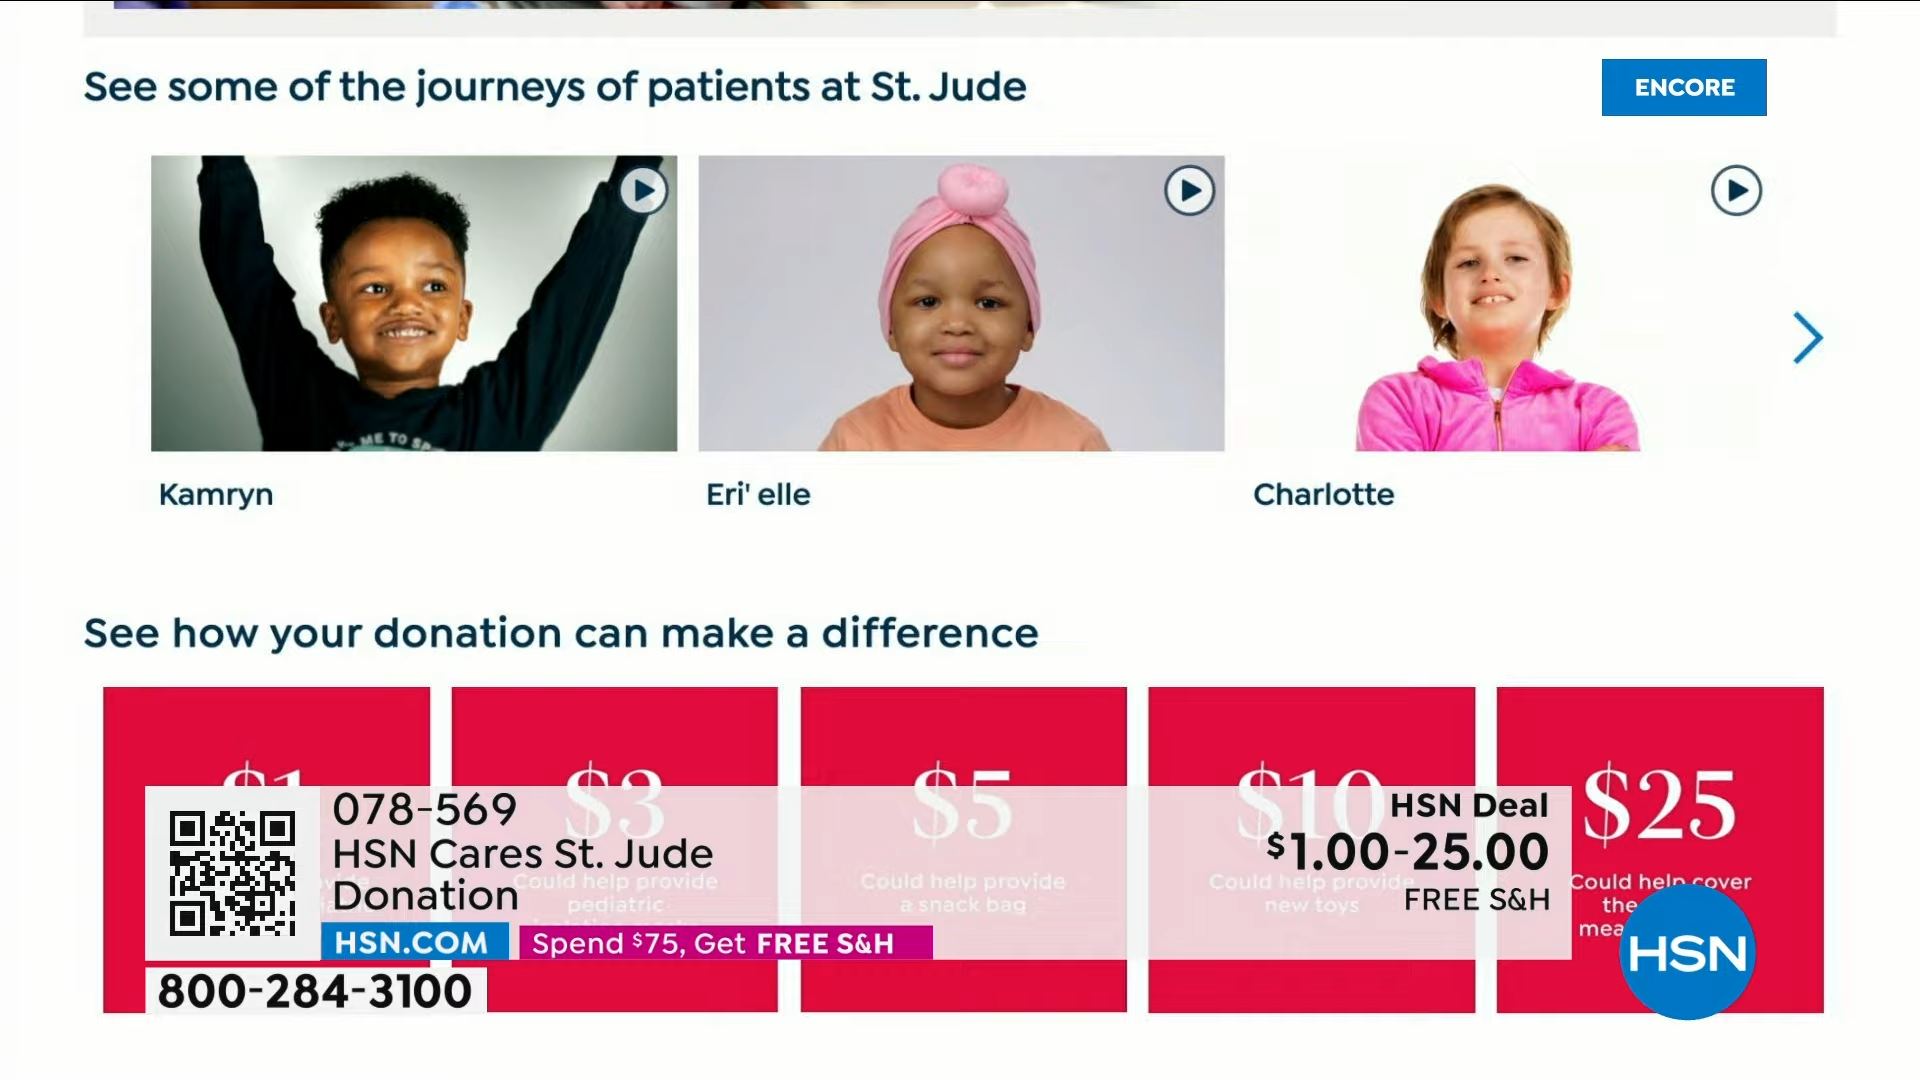 See some of the journeys of patients at St. Jude
ENCORE
ME TO
Kamryn
Eri' elle
Charlotte
See how your donation can make a difference
$1
$3
$5
$10
$25
Could help provide
pediatric
Could help provide
a snack bag
Could help provide
new toys
Could help cover
the
078-569
HSN Cares St. Jude
Donation
HSN.COM
Spend $75, Get FREE S&H
800-284-3100
HSN Deal
$1.00-25.00
FREE S&H
HSN